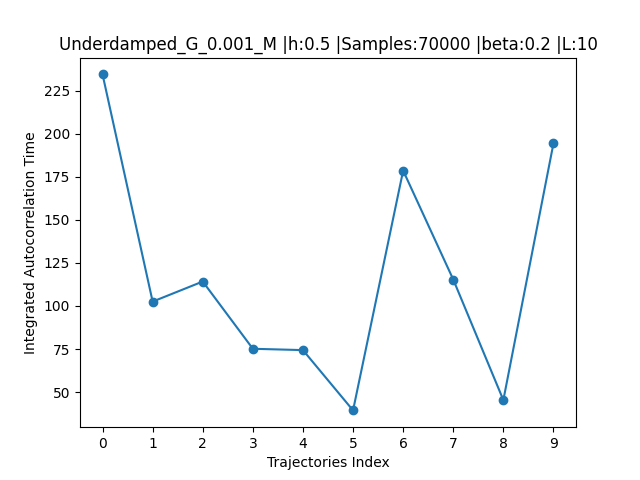 Underdamped_G_0.001_M |h:0.5 |Samples:70000 |beta:0.2 |L:10
Integrated Autocorrelation Time
225
200
175
150
125
100
75
50
0 1 2 3 4 5 6 7 8 9
Trajectories Index